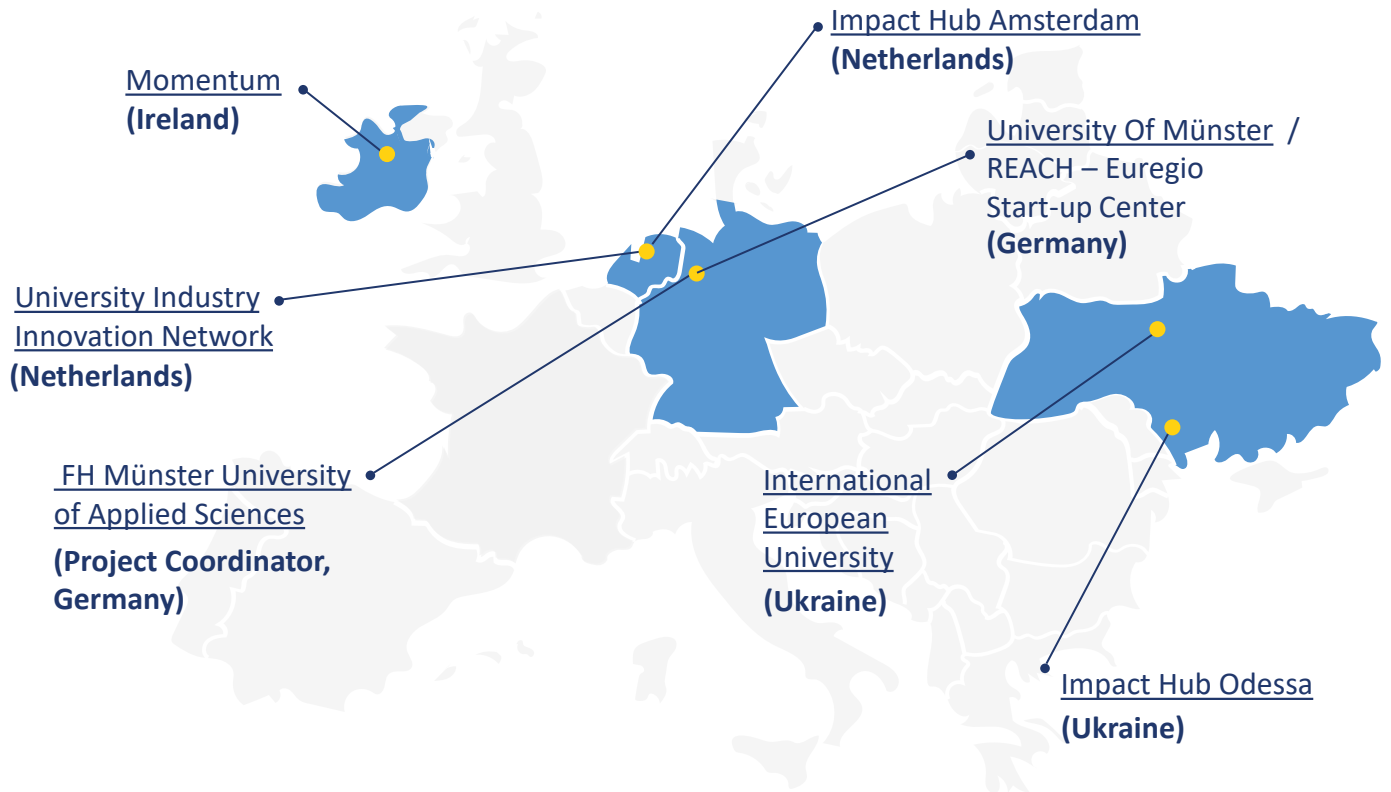 Impact Hub Amsterdam
(Netherlands)
Momentum
(Ireland)
University Of Münster /
REACH – Euregio
Start-up Center
(Germany)
University Industry
Innovation Network
(Netherlands)
FH Münster University
of Applied Sciences
(Project Coordinator,
Germany)
International
European
University
(Ukraine)
Impact Hub Odessa
(Ukraine)